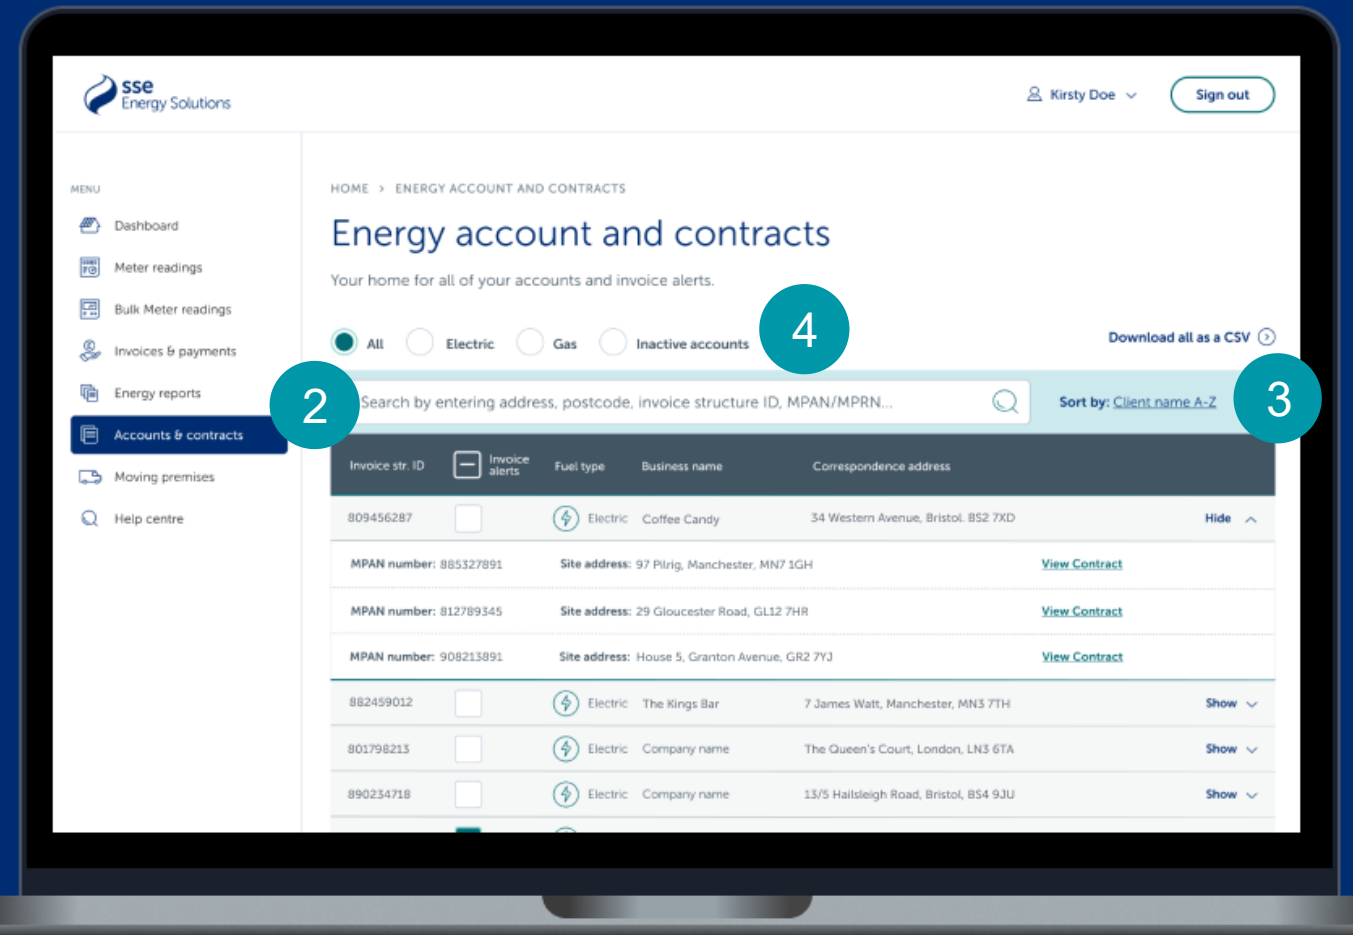 sse
Energy Solutions
Kirsty Doe
Sign out
MENU
Dashboard
Meter readings
Bulk Meter readings
Invoices & payments
Energy reports
Accounts & contracts
Moving premises
Help centre
HOME > ENERGY ACCOUNT AND CONTRACTS
Energy account and contracts
Your home for all of your accounts and invoice alerts.
All Electric Gas Inactive accounts
4
Download all as a CSV
2
Search by entering address, postcode, invoice structure ID, MPAN/MPRN...
Sort by: Client name A-Z
3
Invoice str. ID Invoice alerts Fuel type Business name Correspondence address
809456287 Electric Coffee Candy 34 Western Avenue, Bristol. BS2 7XD Hide
MPAN number: 885327891 Site address: 97 Pilrig, Manchester, MN7 1GH View Contract
MPAN number: 812789345 Site address: 29 Gloucester Road, GL12 7HR View Contract
MPAN number: 908213891 Site address: House 5, Granton Avenue, GR2 7YJ View Contract
882459012 Electric The Kings Bar 7 James Watt, Manchester, MN3 7TH Show
801798213 Electric Company name The Queen's Court, London, LN3 6TA Show
890234718 Electric Company name 13/5 Hailsleigh Road, Bristol, BS4 9JU Show